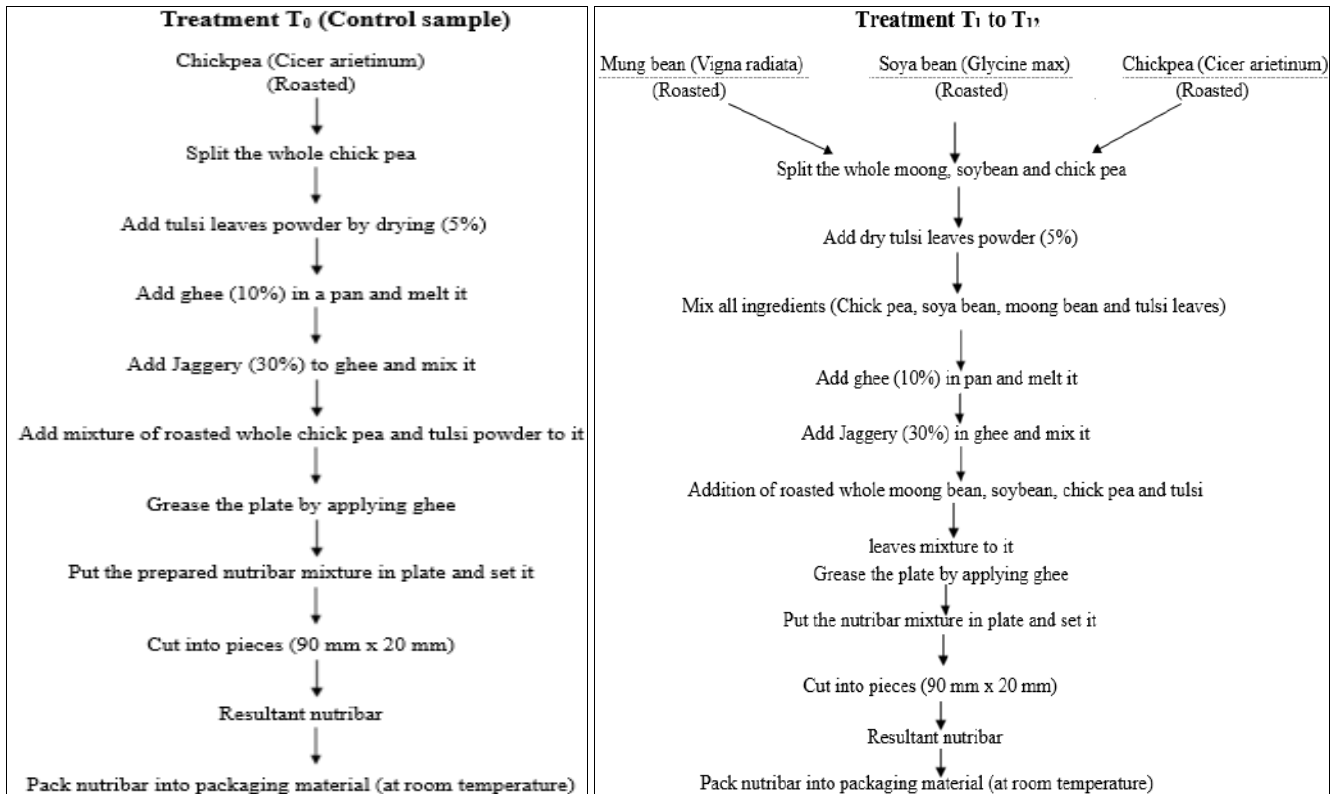 Treatment T₀ (Control sample)
Chickpea (Cicer arietinum)
(Roasted)
Split the whole chick pea
Add tulsi leaves powder by drying (5%)
Add ghee (10%) in a pan and melt it
Add Jaggery (30%) to ghee and mix it
Add mixture of roasted whole chick pea and tulsi powder to it
Grease the plate by applying ghee
Put the prepared nutribar mixture in plate and set it
Cut into pieces (90 mm x 20 mm)
Resultant nutribar
Pack nutribar into packaging material (at room temperature)
Treatment T₁ to T₁₉
Mung bean (Vigna radiata)
(Roasted)
Soya bean (Glycine max)
(Roasted)
Chickpea (Cicer arietinum)
(Roasted)
Split the whole moong, soybean and chick pea
Add dry tulsi leaves powder (5%)
Mix all ingredients (Chick pea, soya bean, moong bean and tulsi leaves)
Add ghee (10%) in pan and melt it
Add Jaggery (30%) in ghee and mix it
Addition of roasted whole moong bean, soybean, chick pea and tulsi
leaves mixture to it
Grease the plate by applying ghee
Put the nutribar mixture in plate and set it
Cut into pieces (90 mm x 20 mm)
Resultant nutribar
Pack nutribar into packaging material (at room temperature)